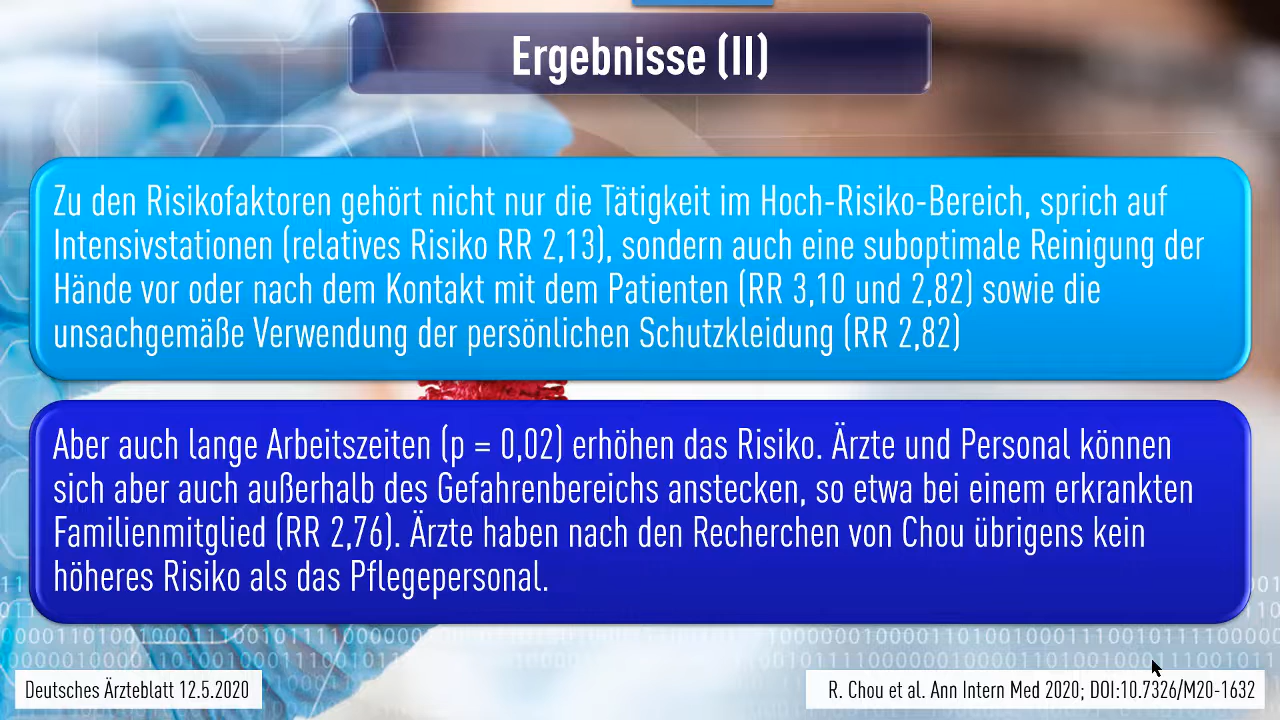 Ergebnisse (II)
Zu den Risikofaktoren gehört nicht nur die Tätigkeit im Hoch-Risiko-Bereich, sprich auf
Intensivstationen (relatives Risiko RR 2,13), sondern auch eine suboptimale Reinigung der
Hände vor oder nach dem Kontakt mit dem Patienten (RR 3,10 und 2,82) sowie die
unsachgemäße Verwendung der persönlichen Schutzkleidung (RR 2,82)
Aber auch lange Arbeitszeiten (p = 0,02) erhöhen das Risiko. Ärzte und Personal können
sich aber auch außerhalb des Gefahrenbereichs anstecken, so etwa bei einem erkrankten
Familienmitglied (RR 2,76). Ärzte haben nach den Recherchen von Chou übrigens kein
höheres Risiko als das Pflegepersonal.
Deutsches Ärzteblatt 12.5.2020
R. Chou et al. Ann Intern Med 2020; DOI:10.7326/M20-1632